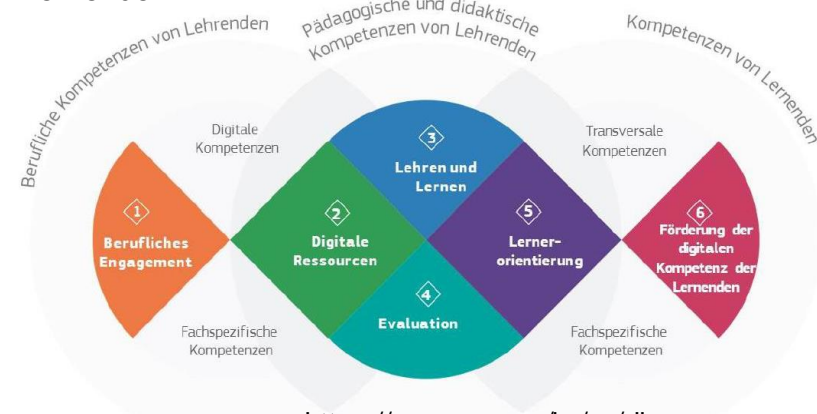 Berufliche Kompetenzen von Lehrenden
Pädagogische und didaktische
Kompetenzen von Lehrenden
Kompetenzen von Lernenden
Digitale
Kompetenzen
Transversale
Kompetenzen
1
Berufliches
Engagement
2
Digitale
Ressourcen
3
Lehren und
Lernen
4
Evaluation
5
Lerner-
orientierung
6
Förderung der
digitalen
Kompetenz der
Lernenden
Fachspezifische
Kompetenzen
Fachspezifische
Kompetenzen